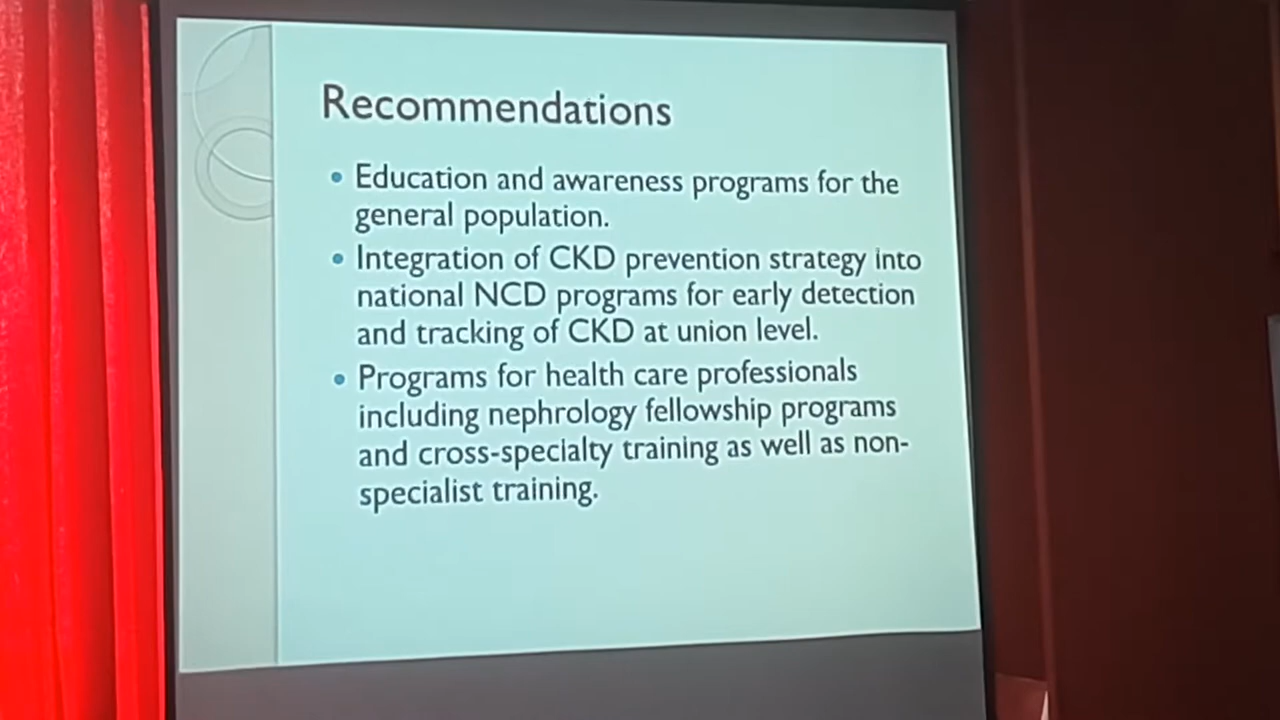 Recommendations
• Education and awareness programs for the
general population.
• Integration of CKD prevention strategy into
national NCD programs for early detection
and tracking of CKD at union level.
• Programs for health care professionals
including nephrology fellowship programs
and cross-specialty training as well as non-
specialist training.